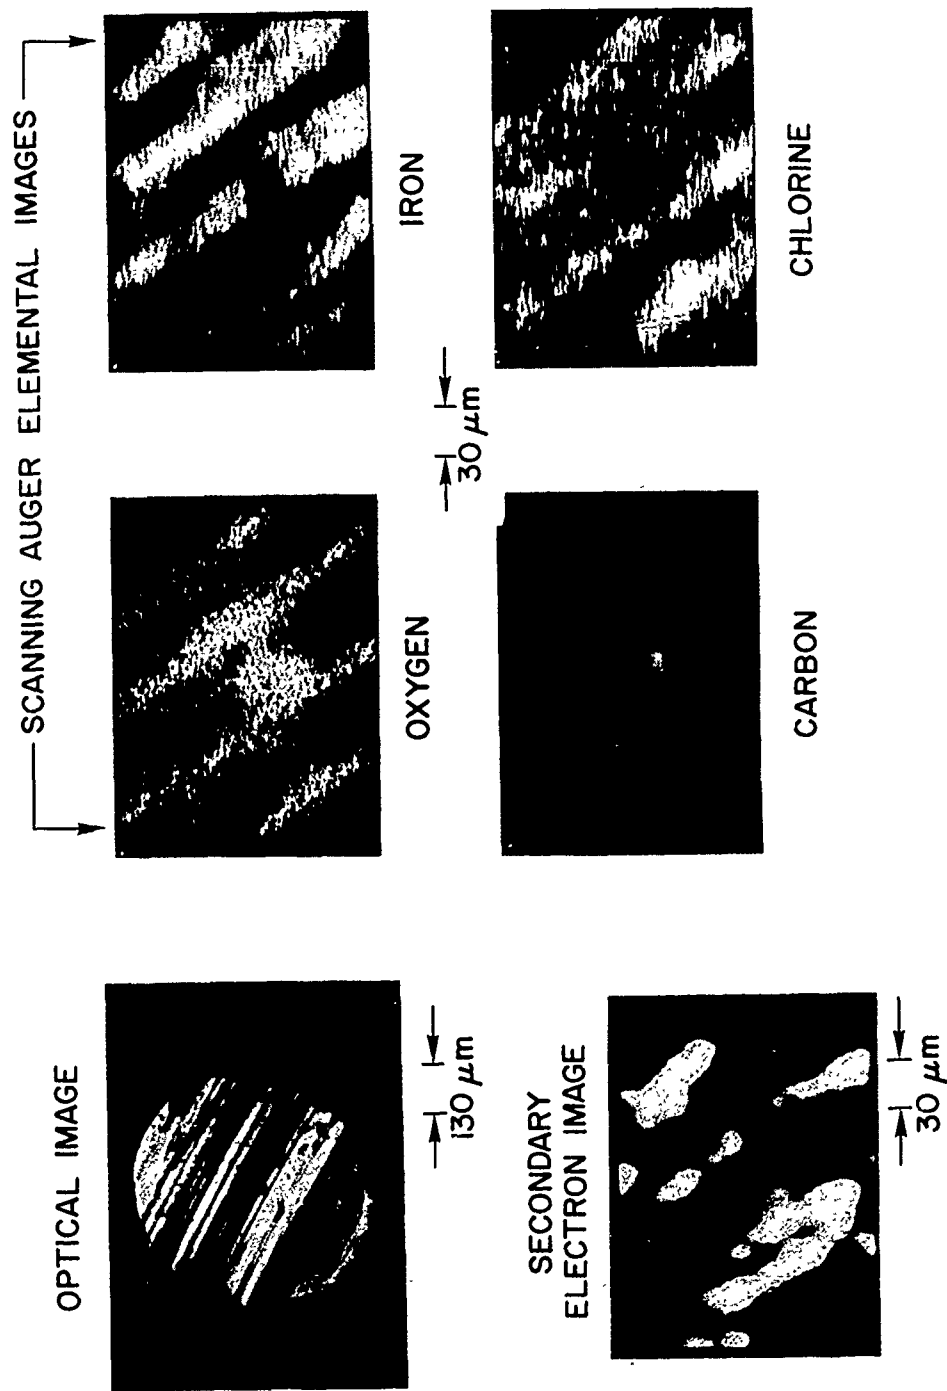 SCANNING AUGER ELEMENTAL IMAGES
OPTICAL IMAGE
130 μm
OXYGEN
IRON
30 μm
SECONDARY
ELECTRON IMAGE
30 μm
CARBON
CHLORINE